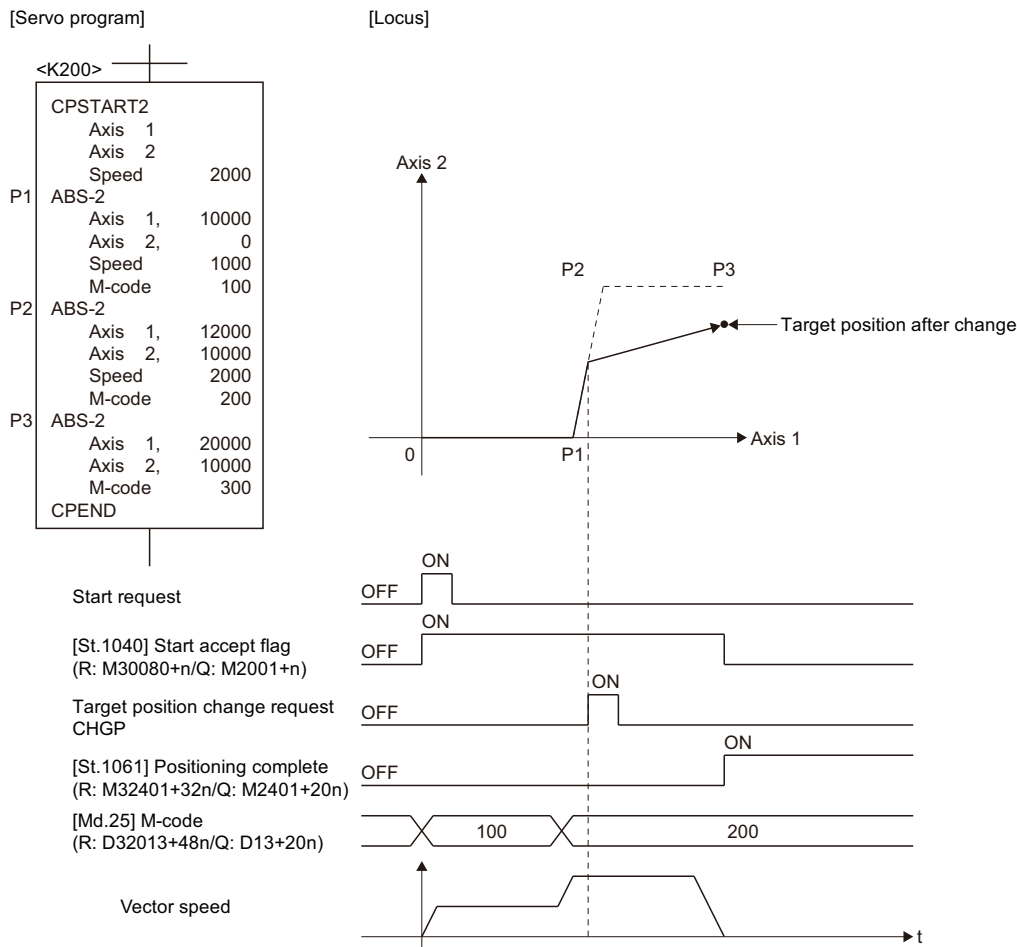 [Servo program]
[Locus]
<K200>
CPSTART2
Axis 1
Axis 2
Speed 2000
P1 ABS-2
Axis 1, 10000
Axis 2, 0
Speed 1000
M-code 100
P2 ABS-2
Axis 1, 12000
Axis 2, 10000
Speed 2000
M-code 200
P3 ABS-2
Axis 1, 20000
Axis 2, 10000
M-code 300
CPEND
Axis 2
P2 P3
Target position after change
Axis 1
0 P1
ON
Start request OFF
ON
[St.1040] Start accept flag OFF
(R: M30080+n/Q: M2001+n)
ON
Target position change request OFF
CHGP
ON
[St.1061] Positioning complete OFF
(R: M32401+32n/Q: M2401+20n)
[Md.25] M-code 100 200
(R: D32013+48n/Q: D13+20n)
Vector speed
t